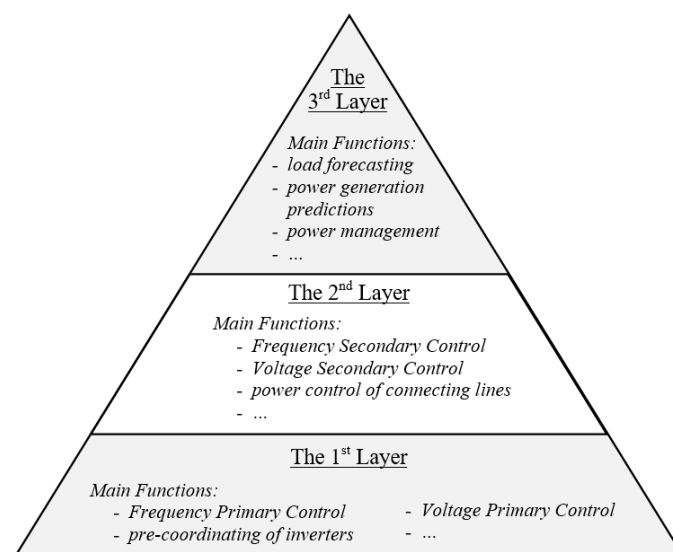 The
3rd Layer
Main Functions:
- load forecasting
- power generation
predictions
- power management
- ...
The 2nd Layer
Main Functions:
- Frequency Secondary Control
- Voltage Secondary Control
- power control of connecting lines
- ...
The 1st Layer
Main Functions:
- Frequency Primary Control
- pre-coordinating of inverters
- Voltage Primary Control
- ...